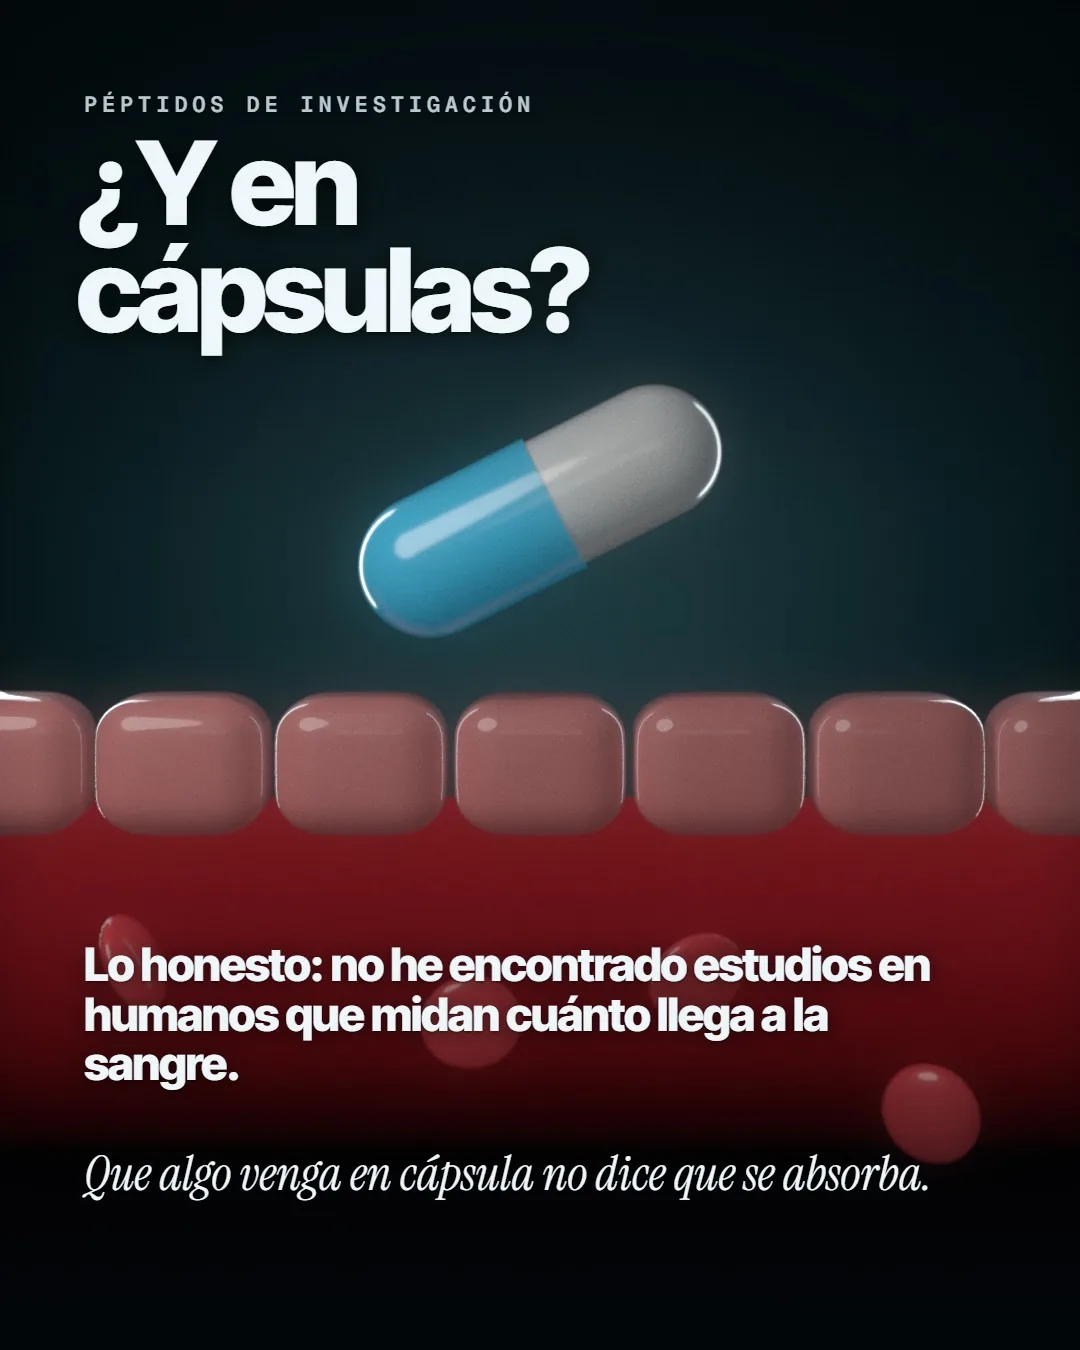 PÉPTIDOS DE INVESTIGACIÓN
¿Y en
cápsulas?
Lo honesto: no he encontrado estudios en
humanos que midan cuánto llega a la
sangre.
Que algo venga en cápsula no dice que se absorba.